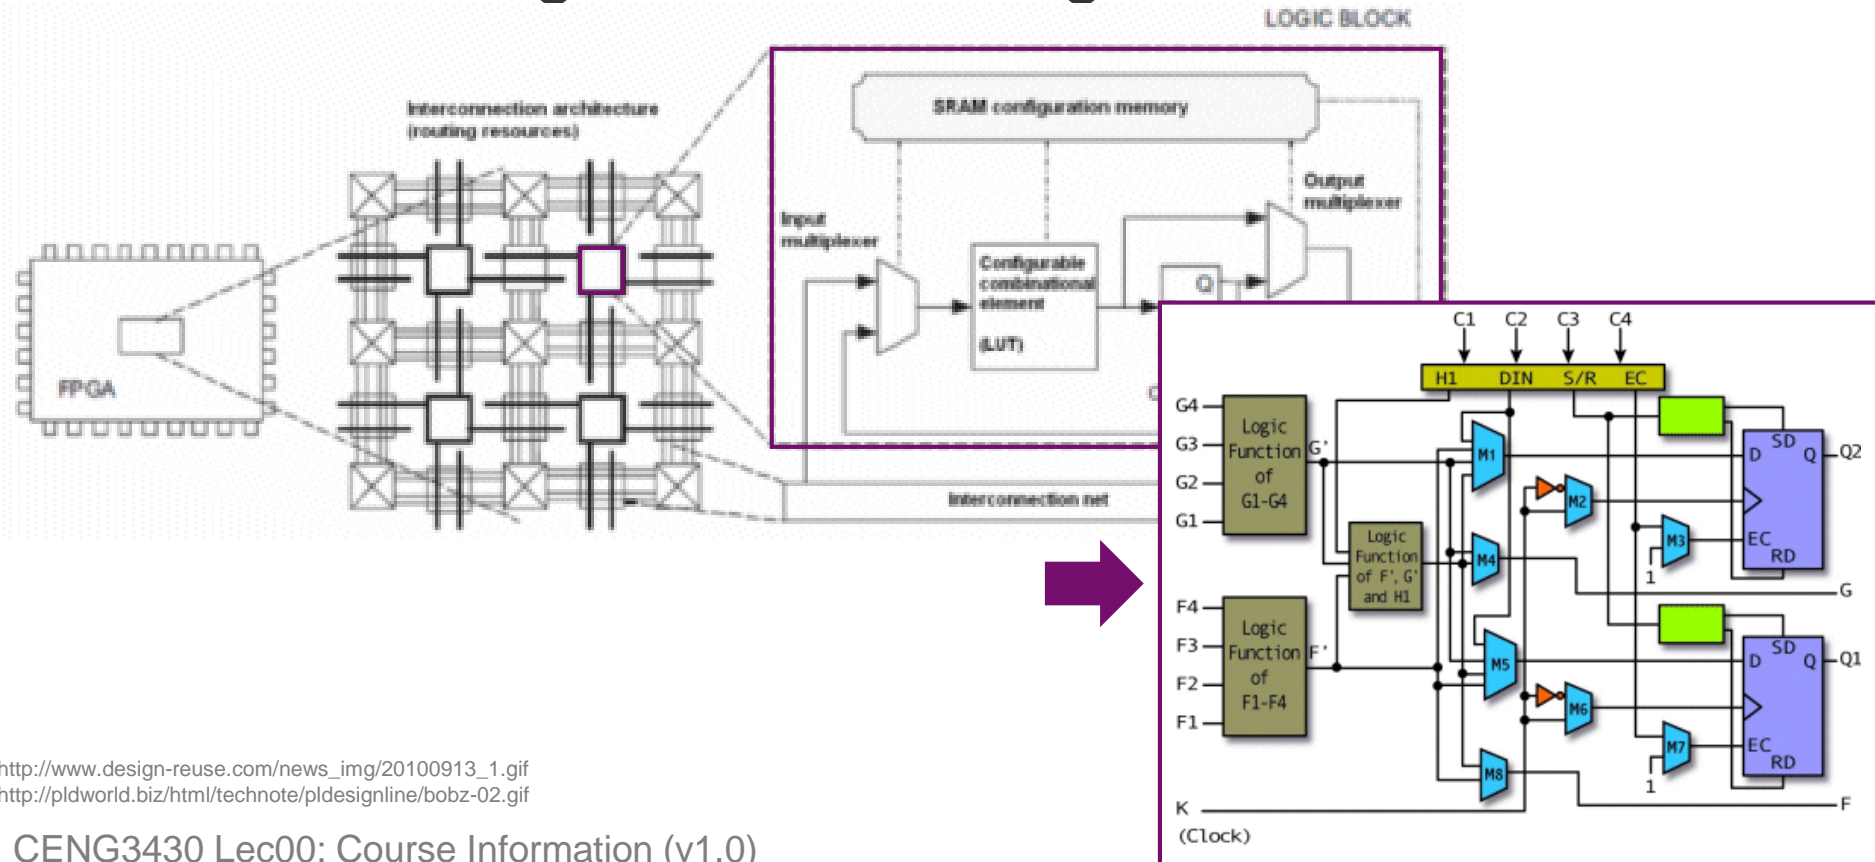 LOGIC BLOCK
Interconnection architecture
(routing resources)
SRAM configuration memory
Input
multiplexer
Output
multiplexer
Configurable
combinational
element
(LUT)
Q
FPGA
Interconnection net
C1 C2 C3 C4
H1 DIN S/R EC
G4
G3
G2
G1
Logic
Function
of
G1-G4
G'
M1
M2
M3
1
SD
D Q
EC
RD
Q2
Logic
Function
of F', G'
and H1
M4
G
F4
F3
F2
F1
Logic
Function
of
F1-F4
F'
M5
M6
M7
1
SD
D Q
EC
RD
Q1
M8
F
K
(Clock)
http://www.design-reuse.com/news_img/20100913_1.gif
http://pldworld.biz/html/technote/pldesignline/bobz-02.gif
CENG3430 Lec00: Course Information (v1.0)